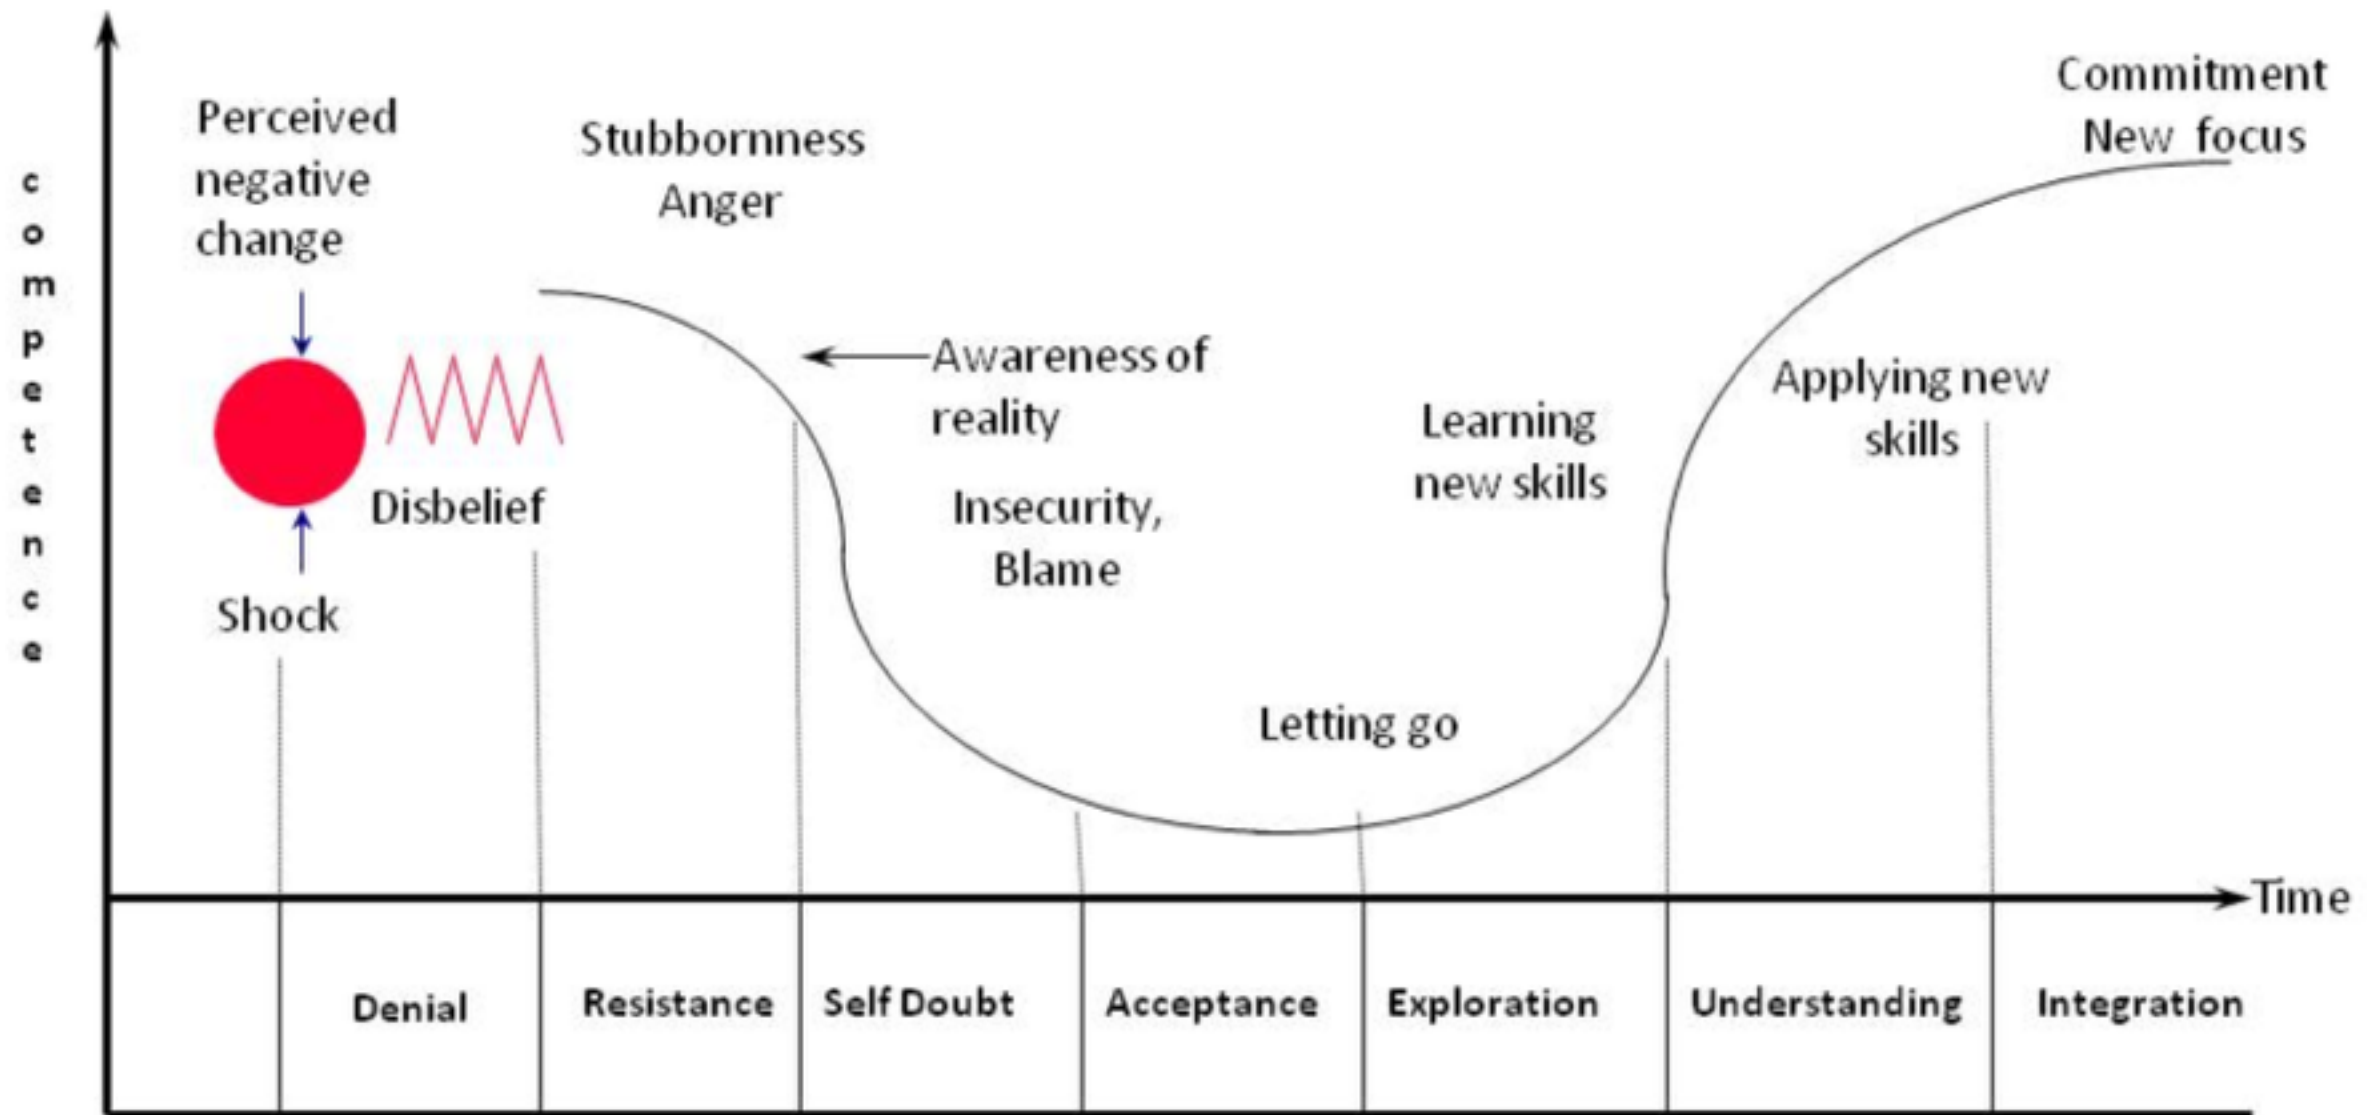 competence
Perceived
negative
change
Shock
Disbelief
Stubbornness
Anger
Awareness of
reality
Insecurity,
Blame
Letting go
Learning
new skills
Applying new
skills
Commitment
New focus
Time
Denial
Resistance
Self Doubt
Acceptance
Exploration
Understanding
Integration